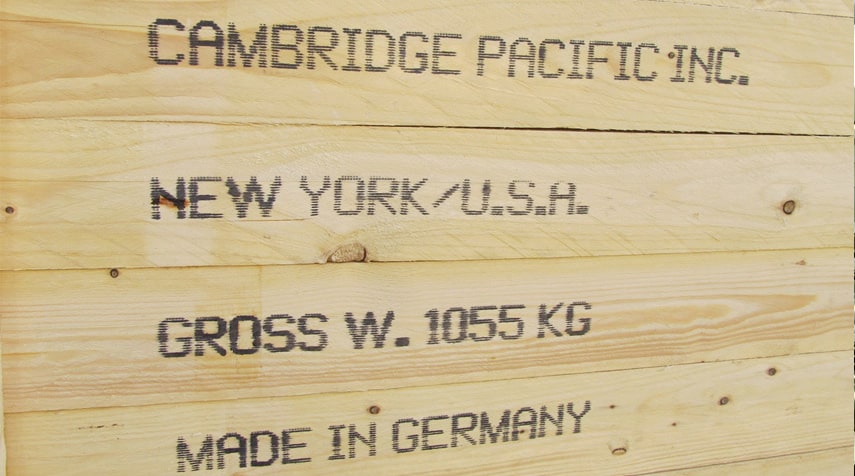 CAMBRIDGE PACIFIC INC.
NEW YORK/U.S.A.
GROSS W. 1055 KG
MADE IN GERMANY